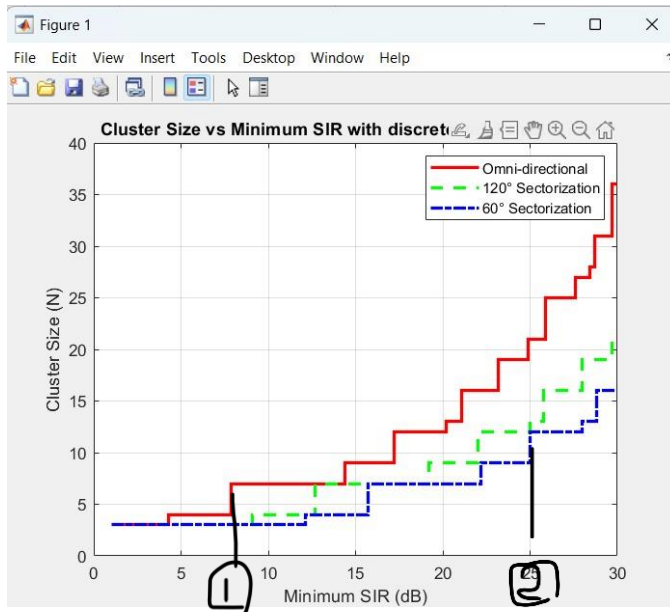 Figure 1
File Edit View Insert Tools Desktop Window Help
Cluster Size vs Minimum SIR with discrete
Omni-directional
120° Sectorization
60° Sectorization
40
35
30
25
20
15
10
5
0
Cluster Size (N)
0 5 10 15 20 25 30
1 2
Minimum SIR (dB)